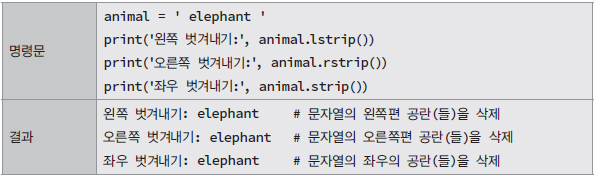 명령문
animal = ' elephant '
print('왼쪽 벗겨내기:', animal.lstrip())
print('오른쪽 벗겨내기:', animal.rstrip())
print('좌우 벗겨내기:', animal.strip())
결과
왼쪽 벗겨내기: elephant     # 문자열의 왼쪽편 공란(들)을 삭제
오른쪽 벗겨내기:  elephant   # 문자열의 오른쪽편 공란(들)을 삭제
좌우 벗겨내기: elephant     # 문자열의 좌우의 공란(들)을 삭제